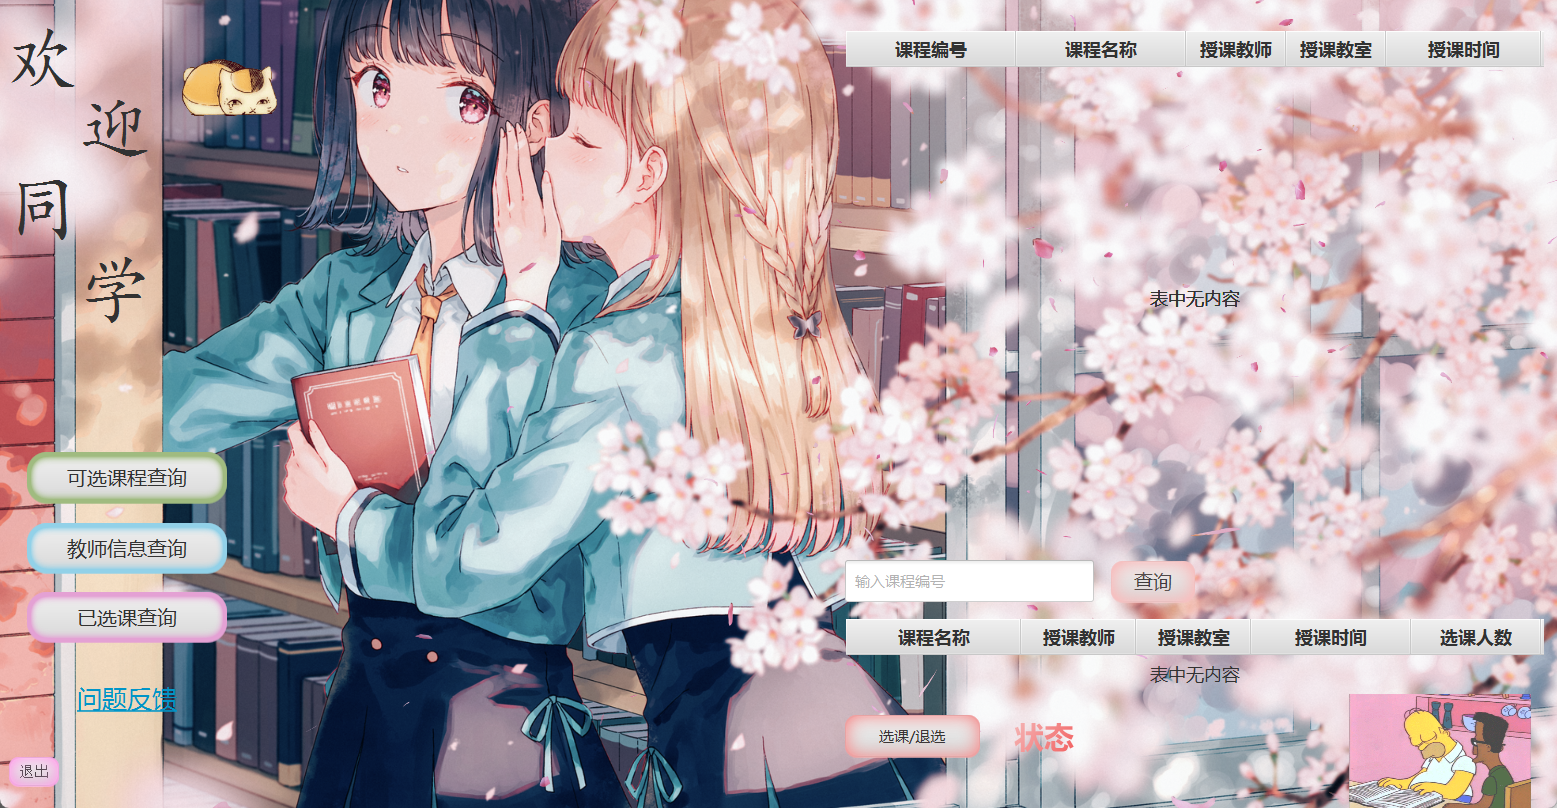 欢
迎
同
学
可选课程查询
教师信息查询
已选课查询
问题反馈
退出
课程编号 课程名称 授课教师 授课教室 授课时间
表中无内容
输入课程编号 查询
课程名称 授课教师 授课教室 授课时间 选课人数
表中无内容
选课/退选 状态